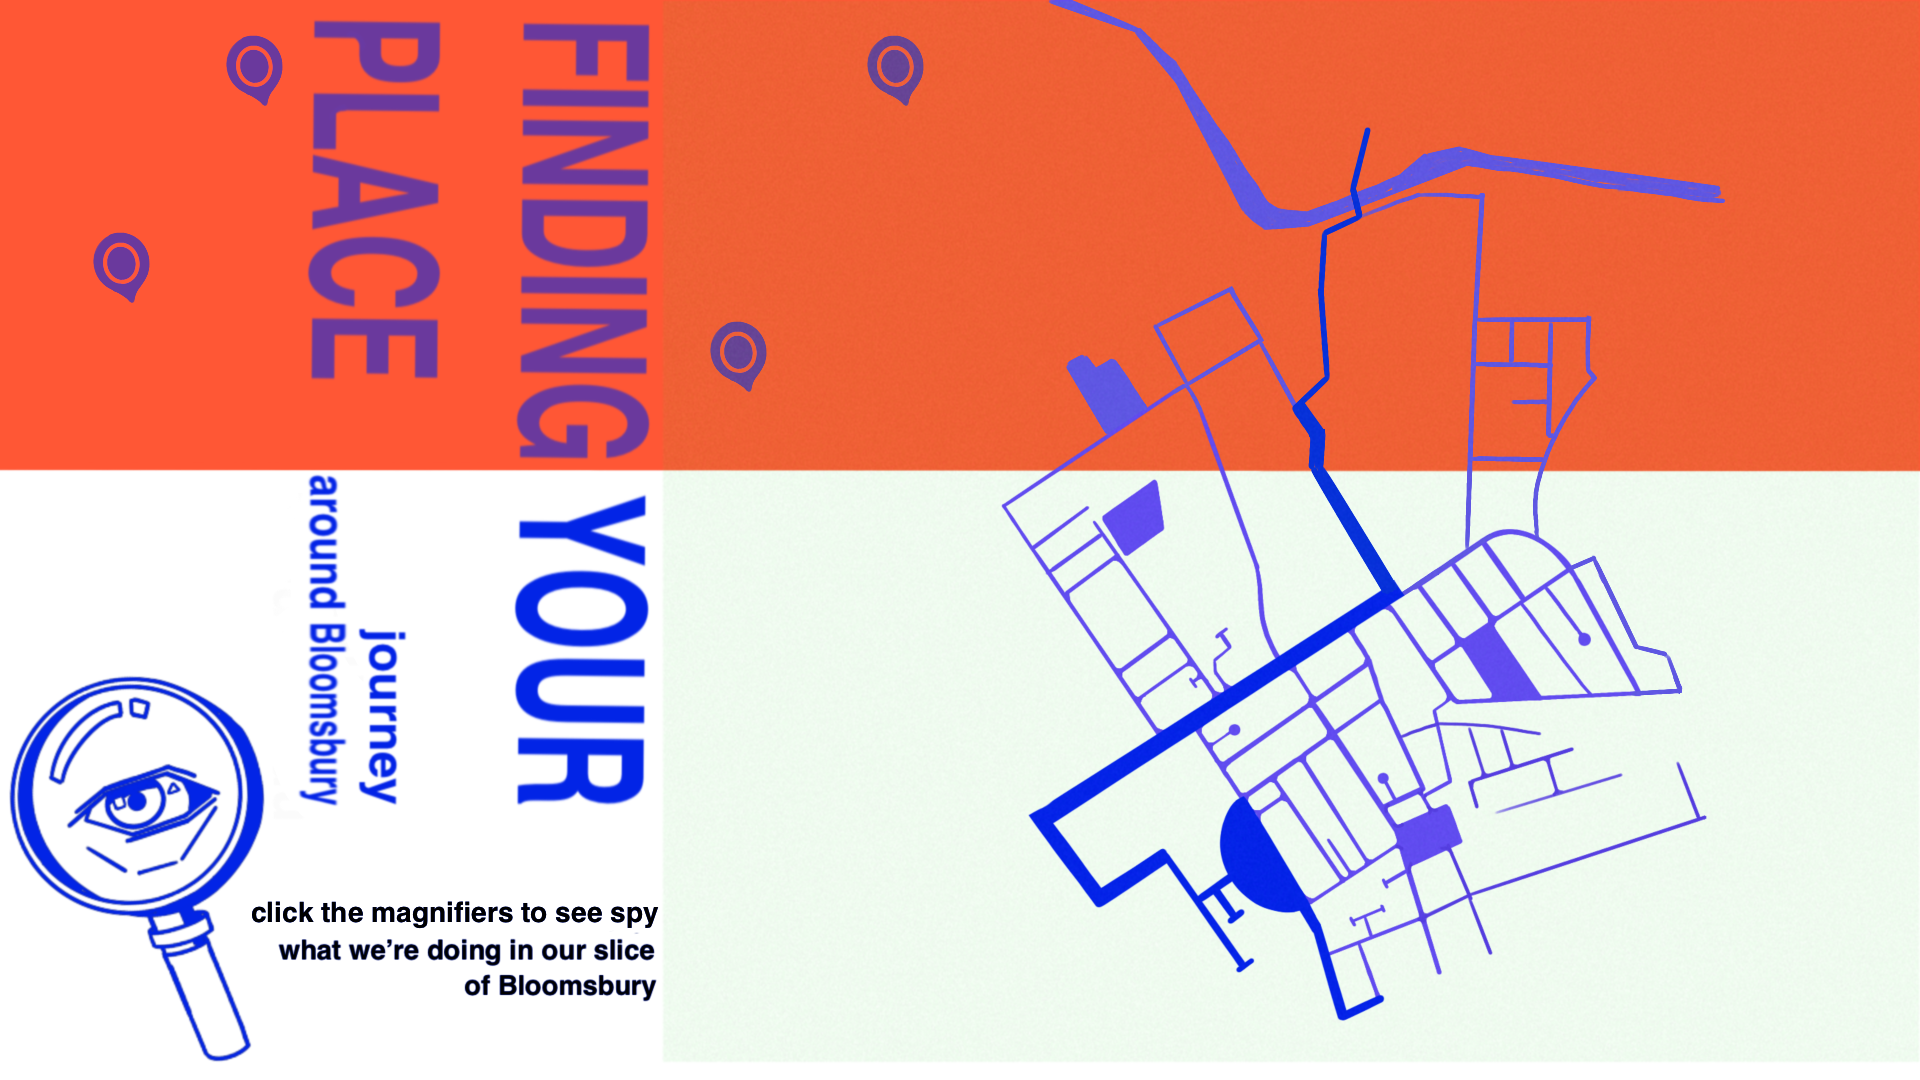 FINDING YOUR
PLACE
journey
around Bloomsbury
click the magnifiers to see spy
what we’re doing in our slice
of Bloomsbury